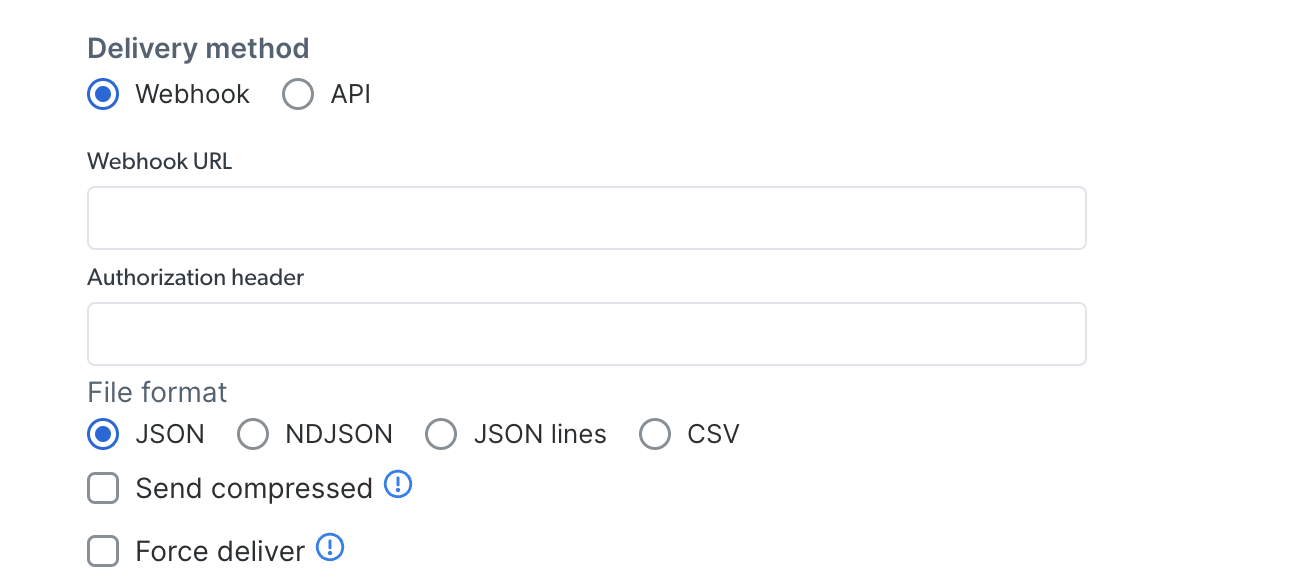 Delivery method
Webhook API
Webhook URL
Authorization header
File format
JSON NDJSON JSON lines CSV
Send compressed
Force deliver